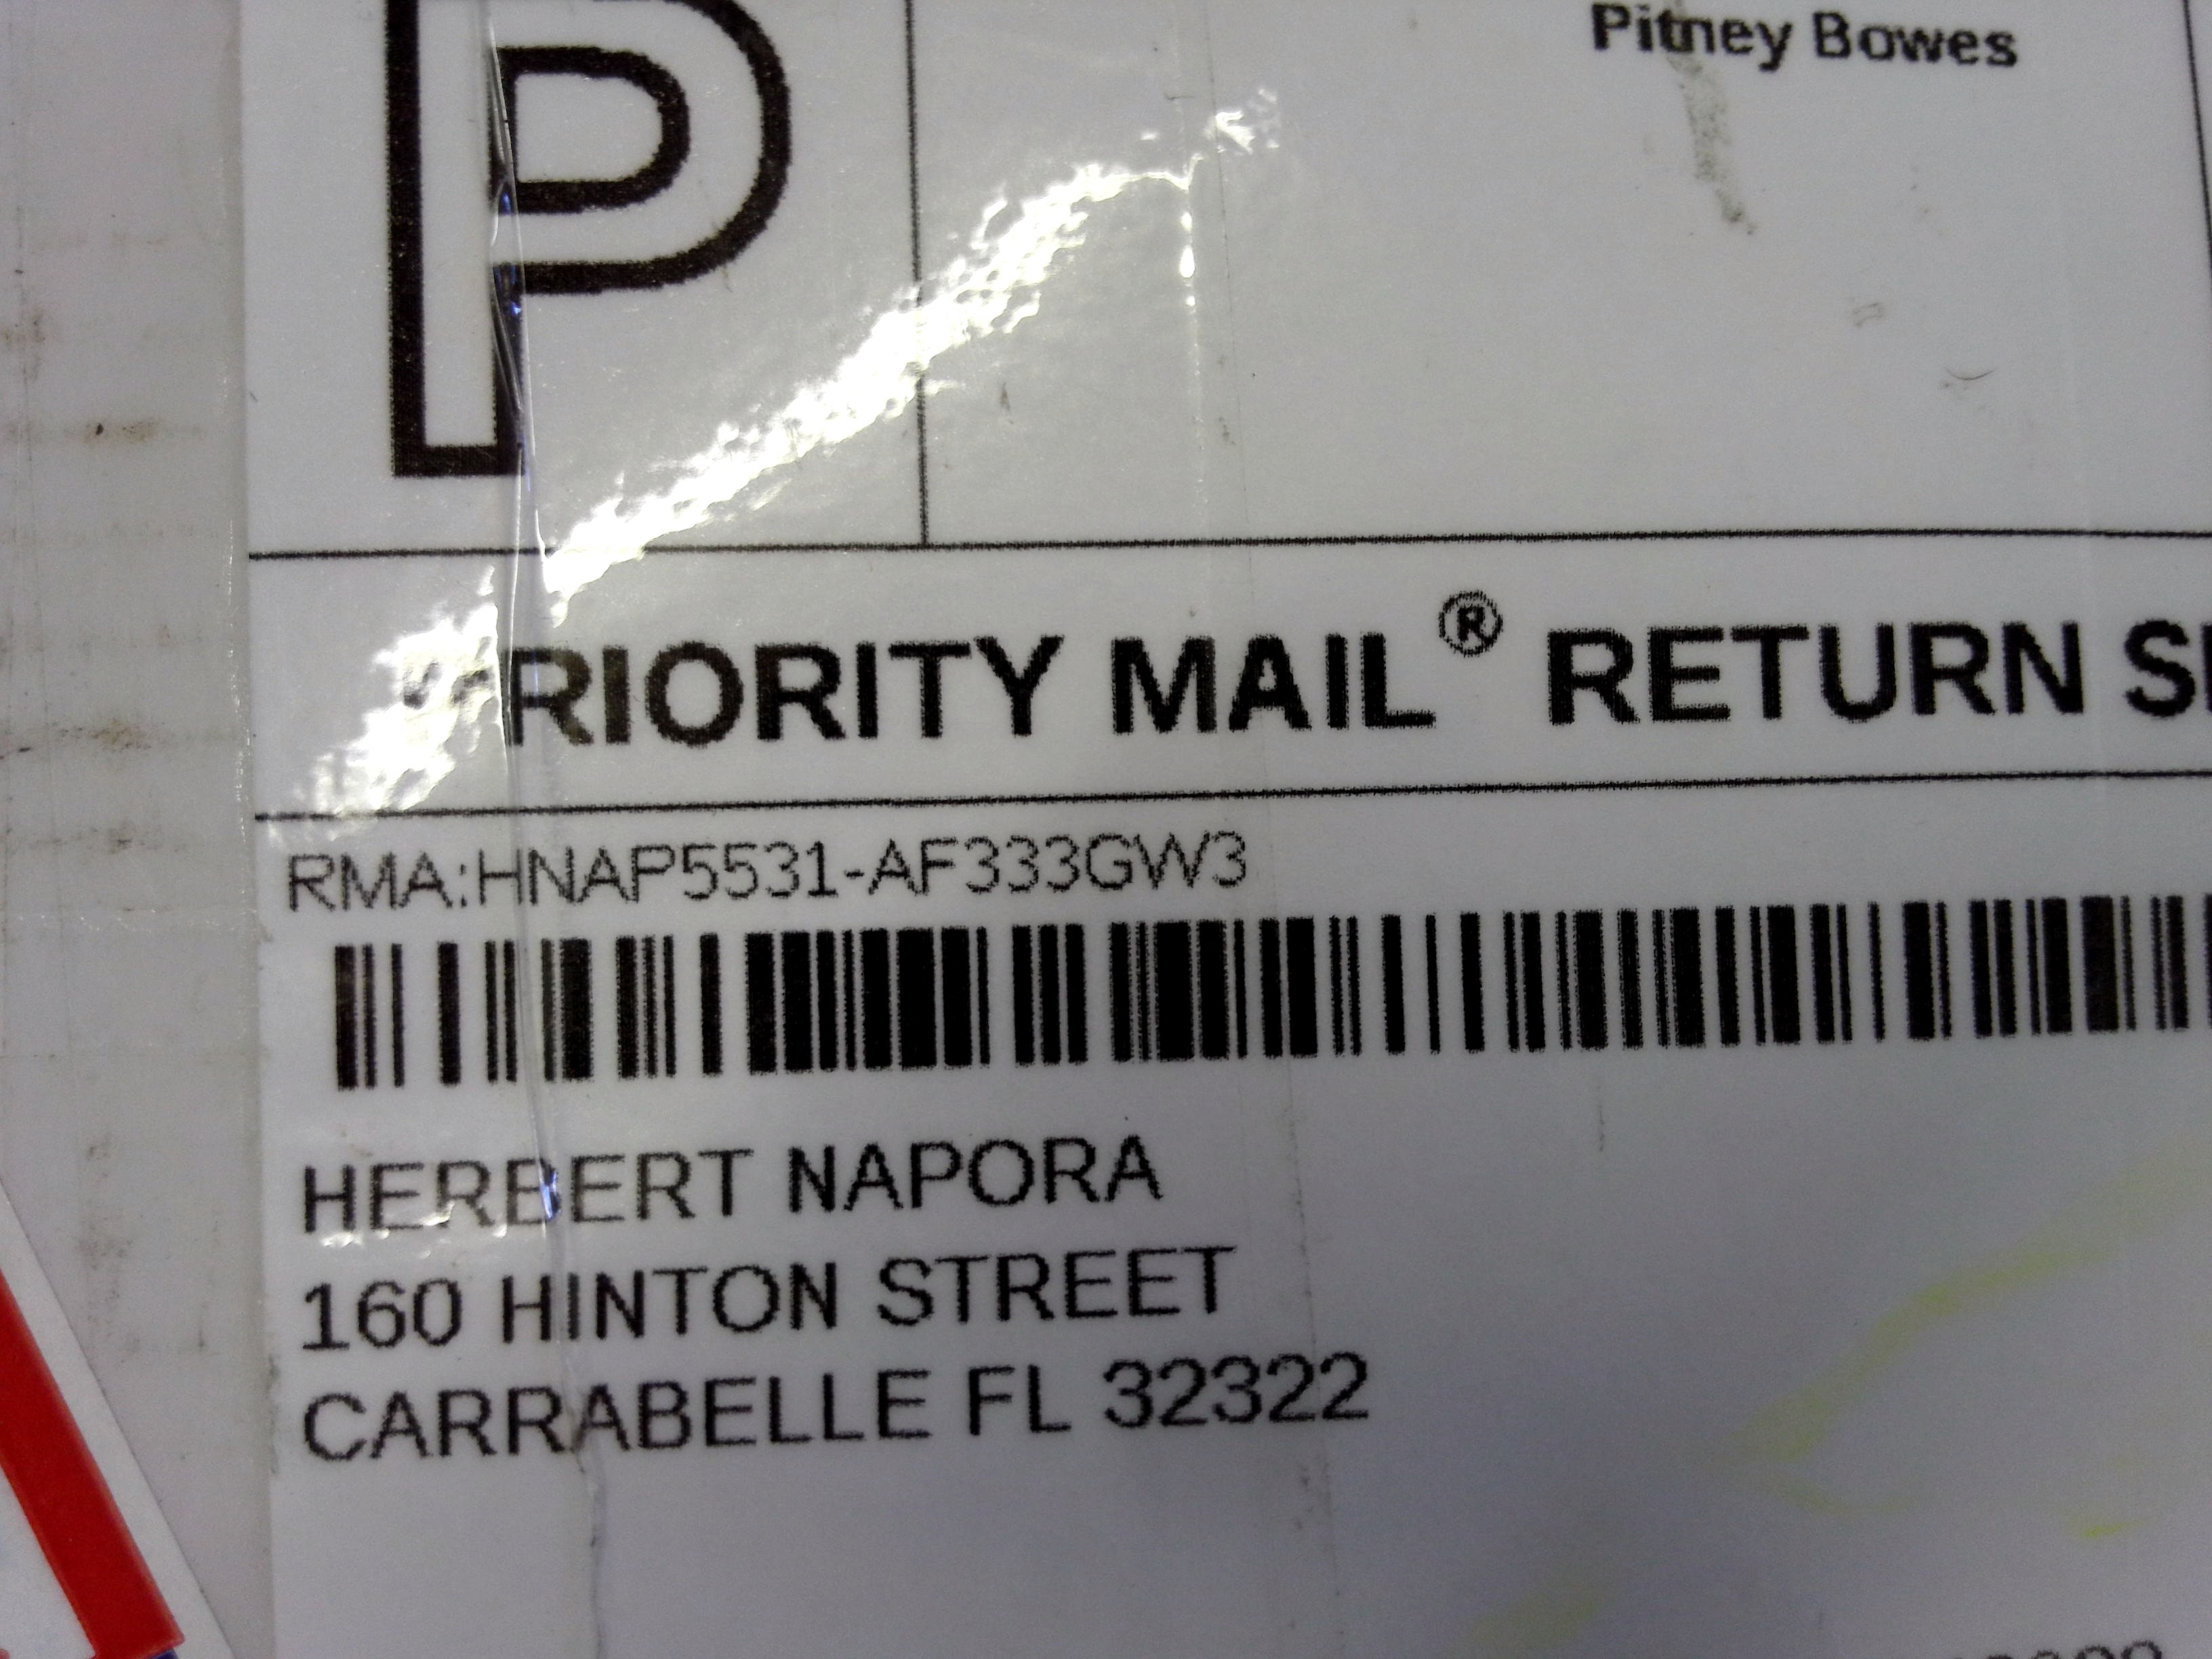 P
Pitney Bowes
PRIORITY MAIL® RETURN
RMA:HNAP5531-AF333GW3
HERBERT NAPORA
160 HINTON STREET
CARRABELLE FL 32322